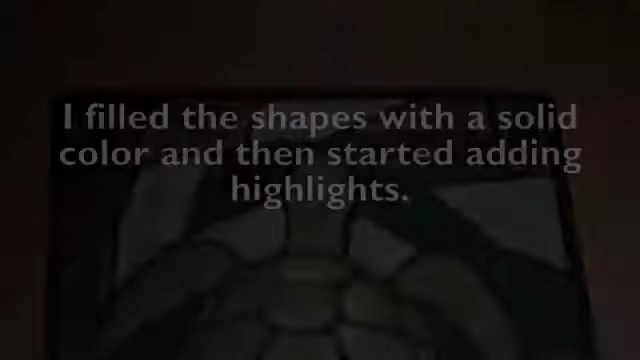 I filled the shapes with a solid
color and then started adding
highlights.